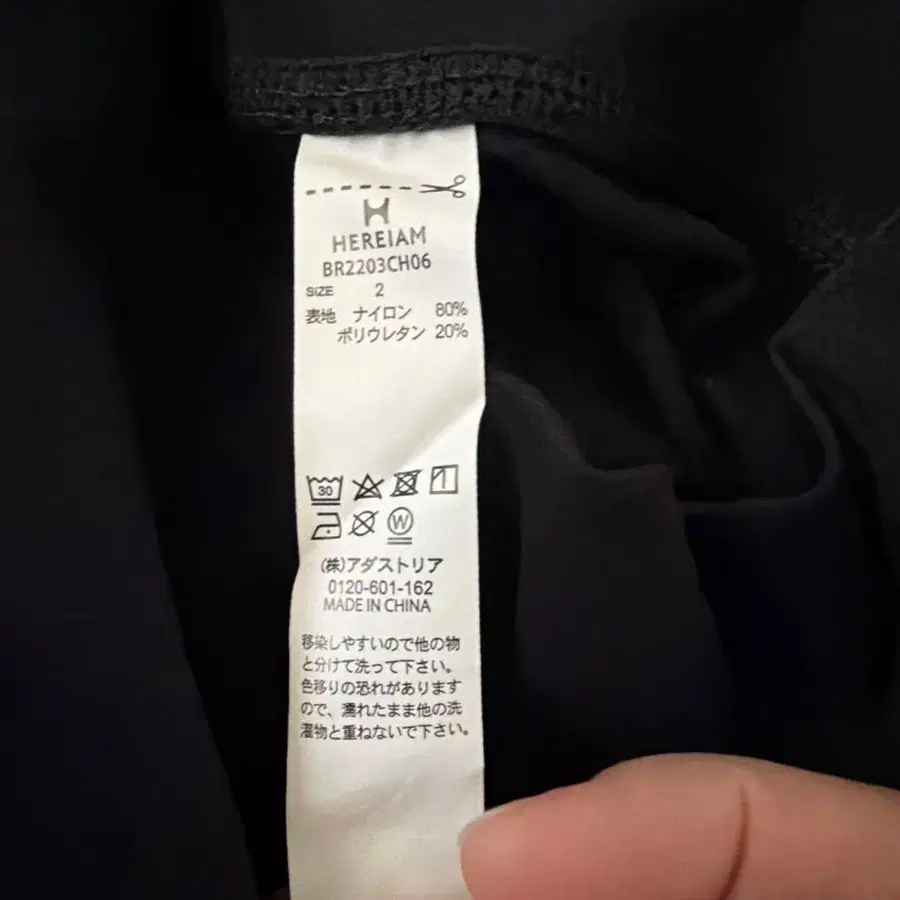 HEREIAM
BR2203CH06
SIZE 2
表地 ナイロン 80%
ポリウレタン 20%
30
W
(株)アダストリア
0120-601-162
MADE IN CHINA
移染しやすいので他の物
と分けて洗って下さい。
色移りの恐れがあります
ので、濡れたまま他の洗
濯物と重ねないで下さい。